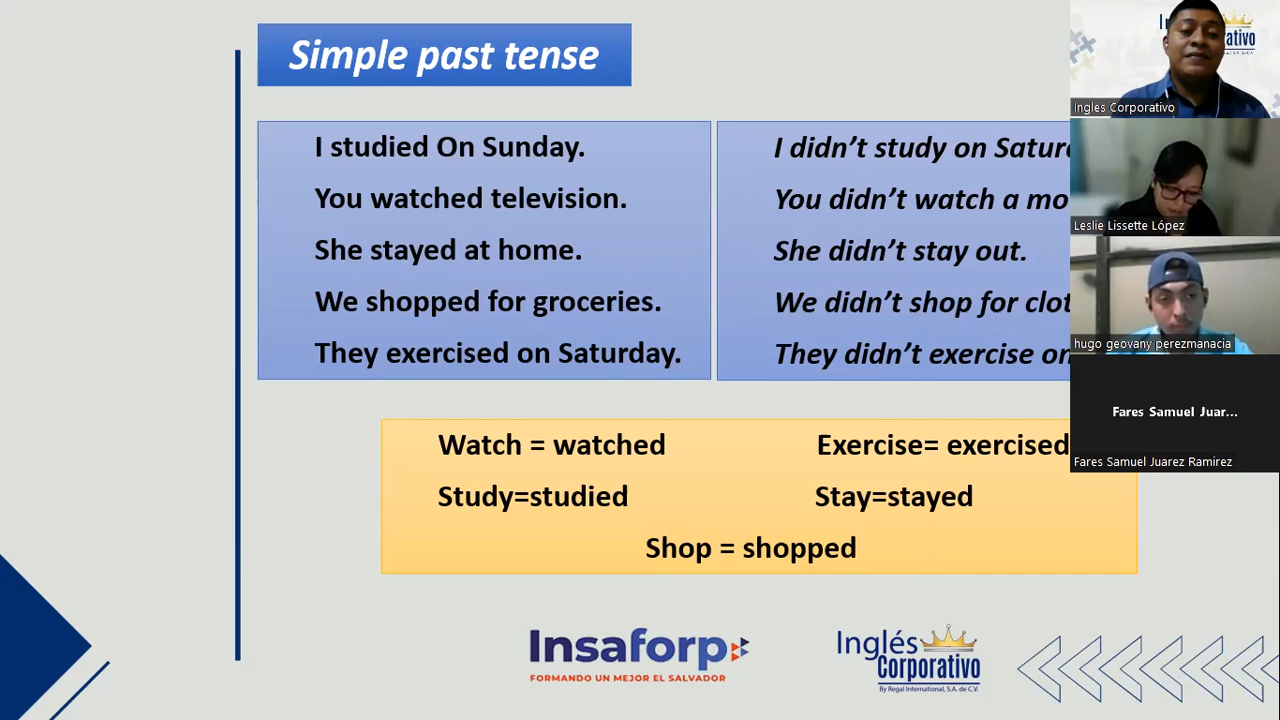 Simple past tense
I studied On Sunday.
You watched television.
She stayed at home.
We shopped for groceries.
They exercised on Saturday.
I didn’t study on
You didn’t watch a
She didn’t stay out.
We didn’t shop for
They didn’t exercise
Watch = watched
Exercise= exercised
Study=studied
Stay=stayed
Shop = shopped
Insaforp
FORMANDO UN MEJOR EL SALVADOR
Inglés
Corporativo
By Regal International, S.A. de C.V.
Ingles Corporativo
Leslie Lissette López
hugo geovany perezmanacia
Fares Samuel Juar...
Fares Samuel Juarez Ramirez